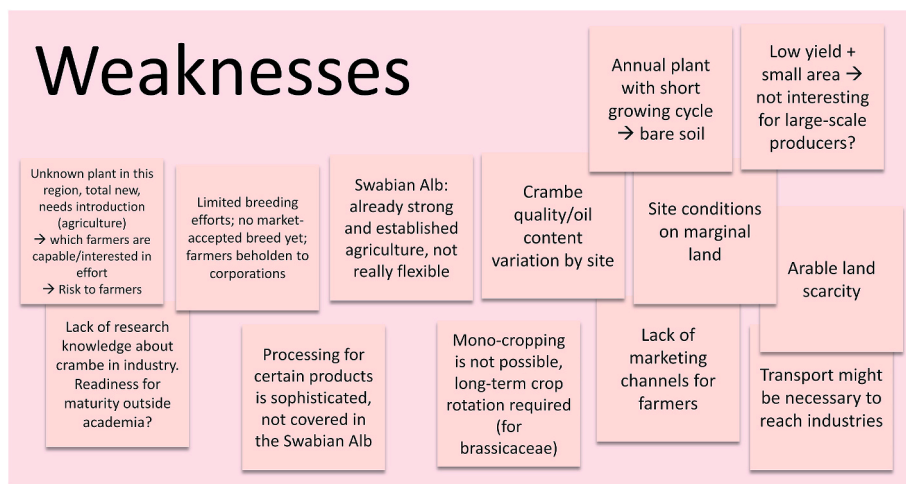 Weaknesses
Annual plant
with short
growing cycle
→ bare soil
Low yield +
small area →
not interesting
for large-scale
producers?
Unknown plant in this
region, total new,
needs introduction
(agriculture)
→ which farmers are
capable/interested in
effort
→ Risk to farmers
Limited breeding
efforts; no market-
accepted breed yet;
farmers beholden to
corporations
Swabian Alb:
already strong
and established
agriculture, not
really flexible
Crambe
quality/oil
content
variation by site
Site conditions
on marginal
land
Arable land
scarcity
Lack of research
knowledge about
crambe in industry.
Readiness for
maturity outside
academia?
Processing for
certain products
is sophisticated,
not covered in
the Swabian Alb
Mono-cropping
is not possible,
long-term crop
rotation required
(for
brassicaceae)
Lack of
marketing
channels for
farmers
Transport might
be necessary to
reach industries